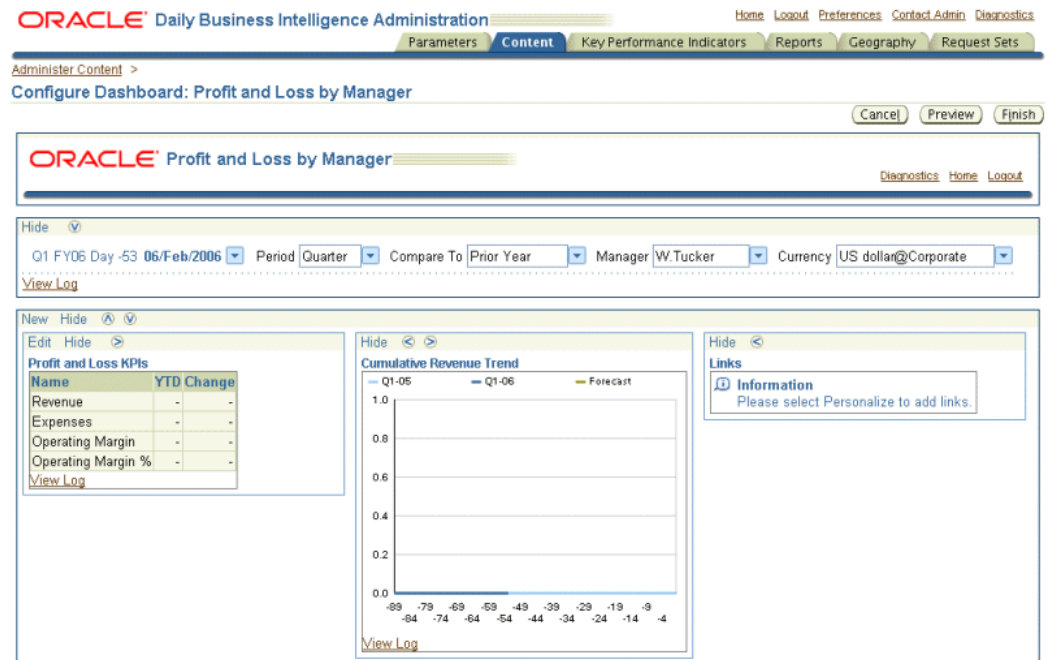 ORACLE Daily Business Intelligence Administration
Home Logout Preferences Contact Admin Diagnostics
Parameters Content Key Performance Indicators Reports Geography Request Sets
Administer Content >
Configure Dashboard: Profit and Loss by Manager
Cancel Preview Finish
ORACLE Profit and Loss by Manager
Diagnostics Home Logout
Hide
Q1 FY06 Day -53 06/Feb/2006 Period Quarter Compare To Prior Year Manager W.Tucker Currency US dollar@Corporate
View Log
New Hide
Edit Hide
Profit and Loss KPIs
Name YTD Change
Revenue - -
Expenses - -
Operating Margin - -
Operating Margin % - -
View Log
Hide
Cumulative Revenue Trend
Q1-05 Q1-06 Forecast
1.0
0.8
0.6
0.4
0.2
0.0
-89 -79 -69 -59 -49 -39 -29 -19 -9
-84 -74 -64 -54 -44 -34 -24 -14 -4
View Log
Hide
Links
Information
Please select Personalize to add links.